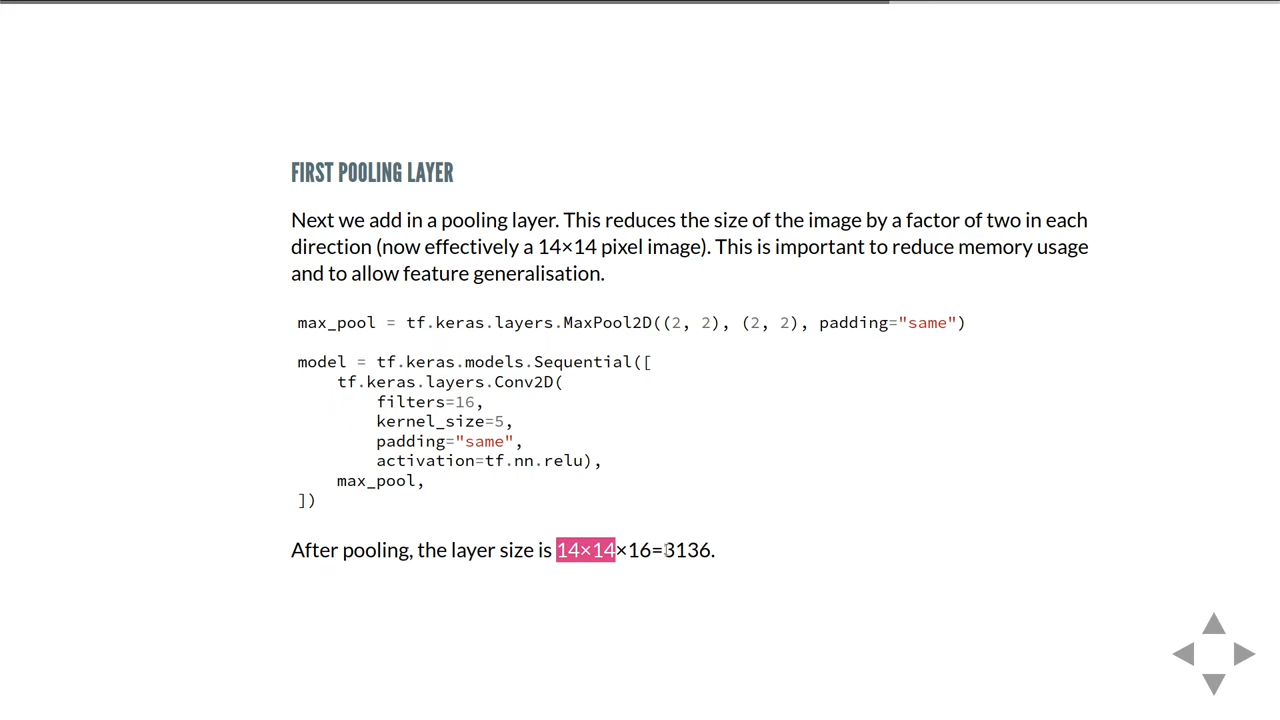 FIRST POOLING LAYER
Next we add in a pooling layer. This reduces the size of the image by a factor of two in each
direction (now effectively a 14×14 pixel image). This is important to reduce memory usage
and to allow feature generalisation.
max_pool = tf.keras.layers.MaxPool2D((2, 2), (2, 2), padding="same")
model = tf.keras.models.Sequential([
    tf.keras.layers.Conv2D(
        filters=16,
        kernel_size=5,
        padding="same",
        activation=tf.nn.relu),
    max_pool,
])
After pooling, the layer size is 14×14×16=3136.